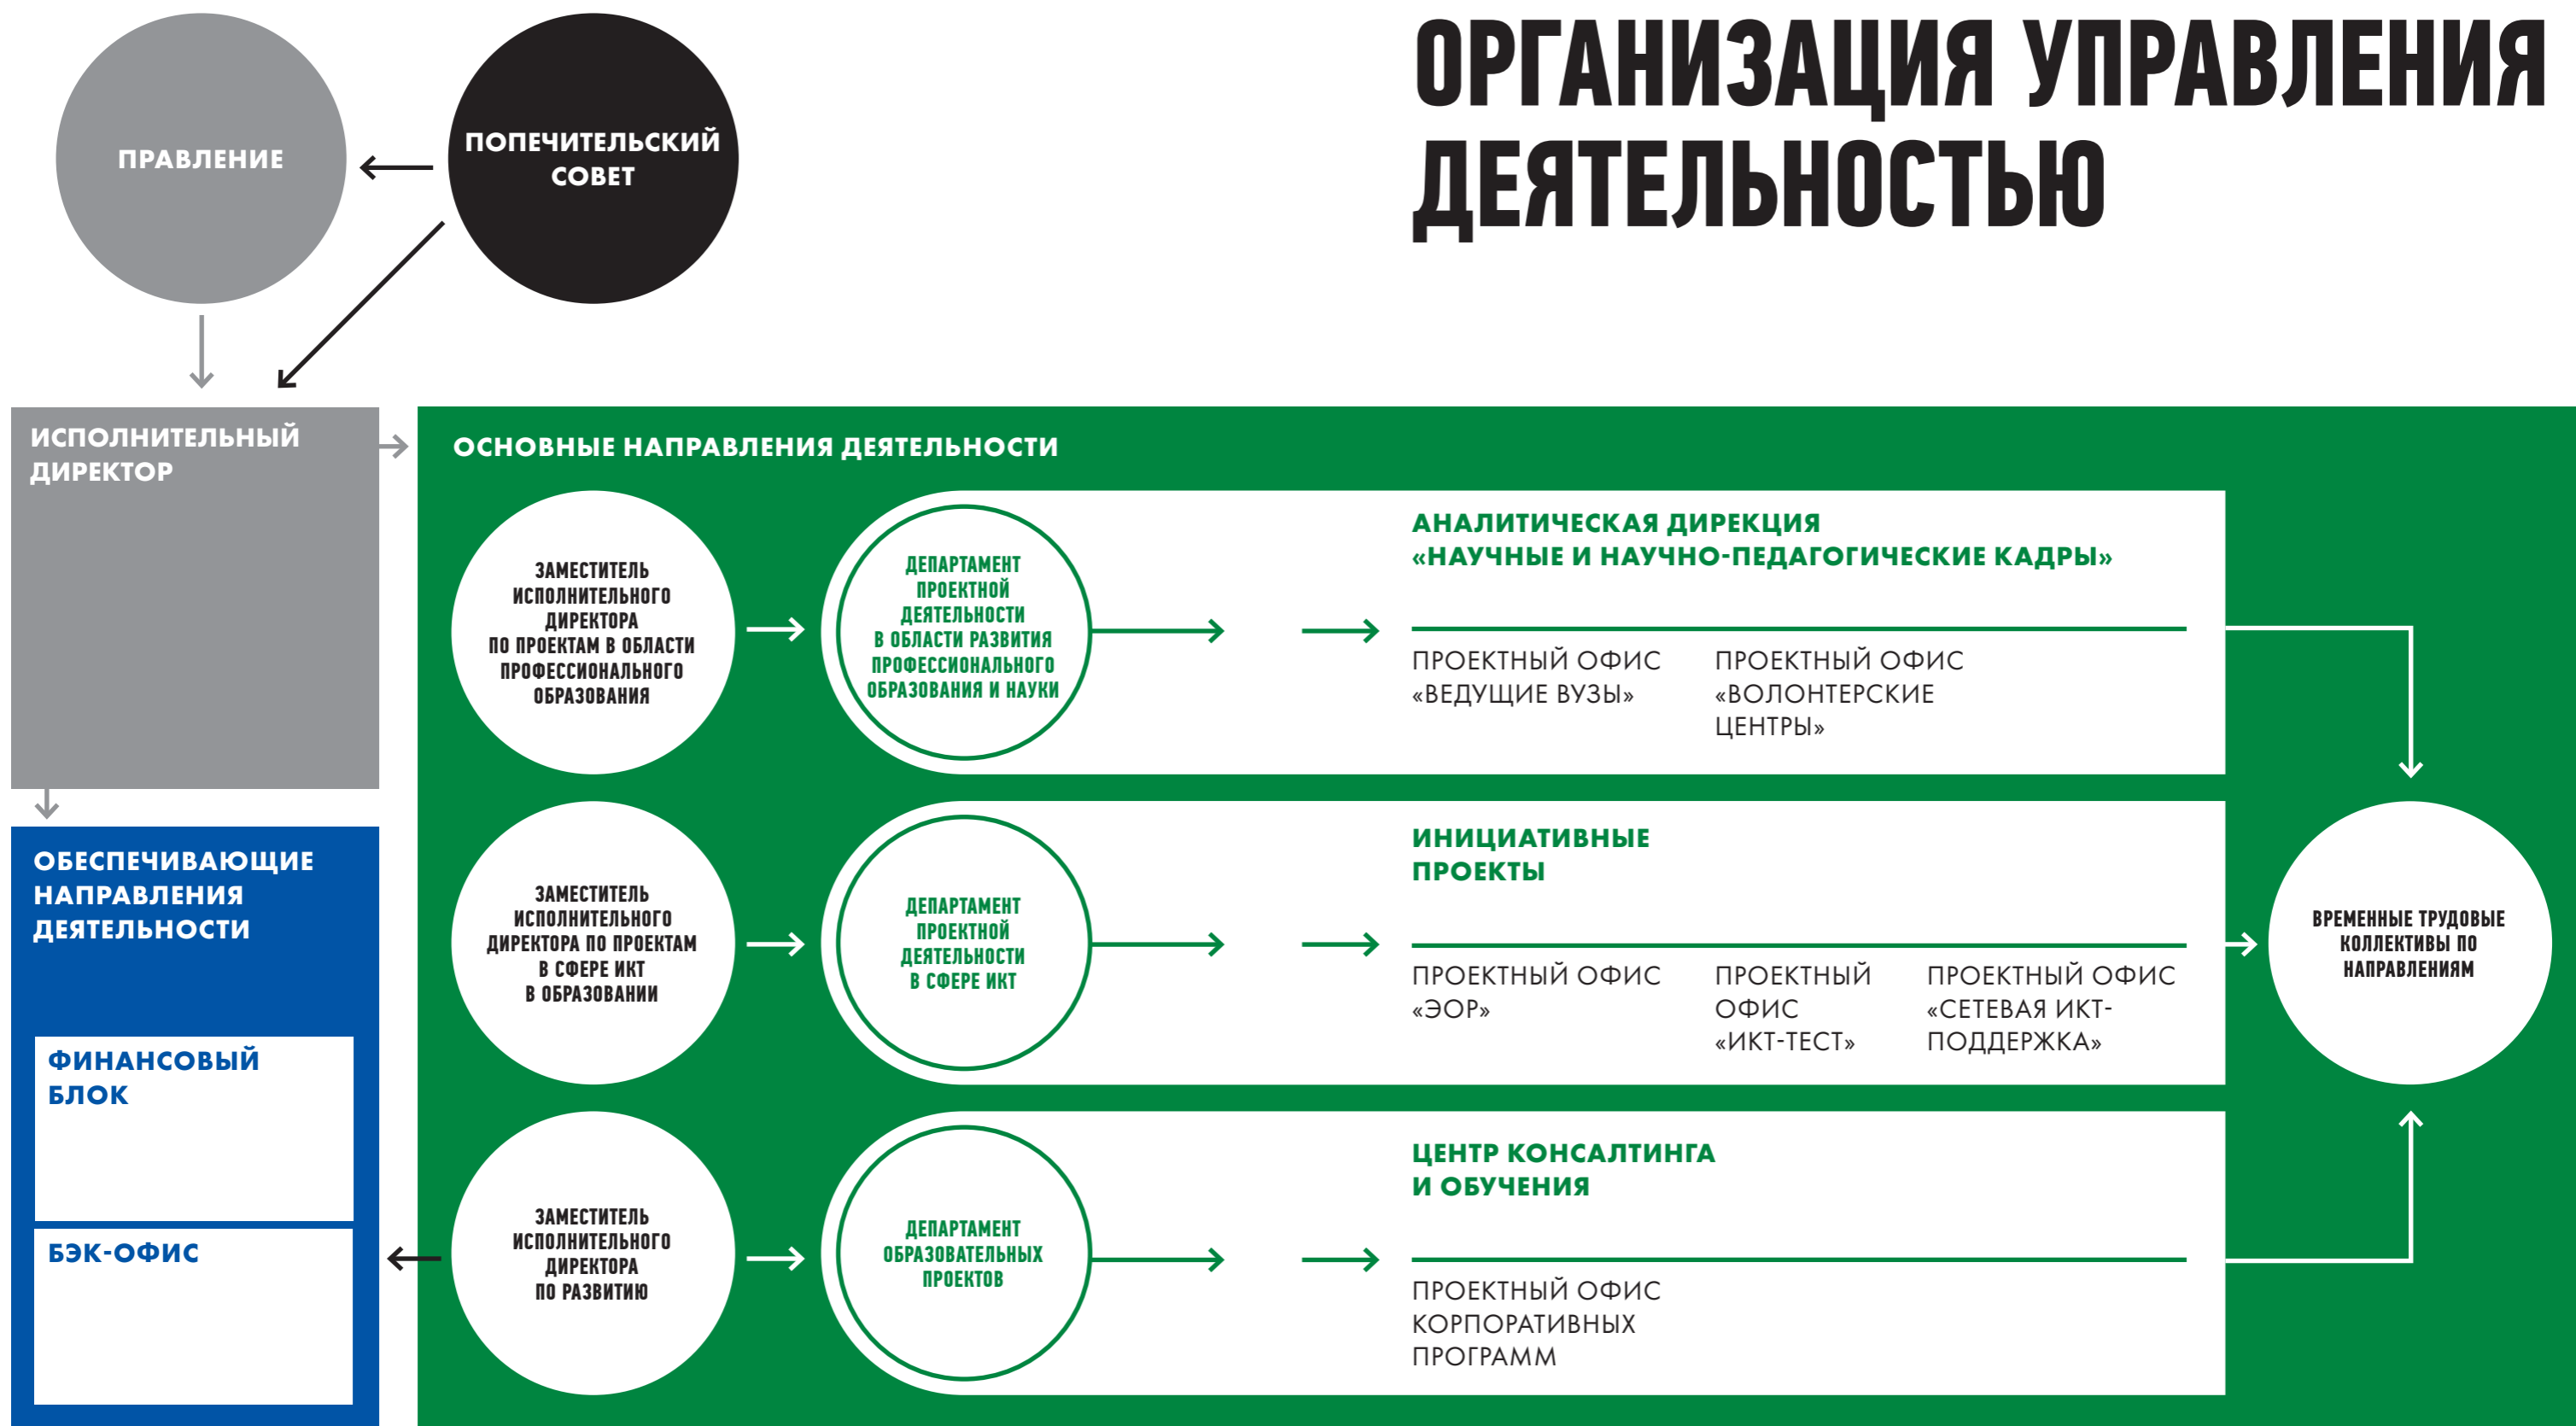 ОРГАНИЗАЦИЯ УПРАВЛЕНИЯ
ДЕЯТЕЛЬНОСТЬЮ
ПРАВЛЕНИЕ
ПОПЕЧИТЕЛЬСКИЙ
СОВЕТ
ИСПОЛНИТЕЛЬНЫЙ
ДИРЕКТОР
ОСНОВНЫЕ НАПРАВЛЕНИЯ ДЕЯТЕЛЬНОСТИ
ЗАМЕСТИТЕЛЬ
ИСПОЛНИТЕЛЬНОГО
ДИРЕКТОРА
ПО ПРОЕКТАМ В ОБЛАСТИ
ПРОФЕССИОНАЛЬНОГО
ОБРАЗОВАНИЯ
ДЕПАРТАМЕНТ
ПРОЕКТНОЙ
ДЕЯТЕЛЬНОСТИ
В ОБЛАСТИ РАЗВИТИЯ
ПРОФЕССИОНАЛЬНОГО
ОБРАЗОВАНИЯ И НАУКИ
АНАЛИТИЧЕСКАЯ ДИРЕКЦИЯ
«НАУЧНЫЕ И НАУЧНО-ПЕДАГОГИЧЕСКИЕ КАДРЫ»
ПРОЕКТНЫЙ ОФИС
«ВЕДУЩИЕ ВУЗЫ»
ПРОЕКТНЫЙ ОФИС
«ВОЛОНТЕРСКИЕ
ЦЕНТРЫ»
ЗАМЕСТИТЕЛЬ
ИСПОЛНИТЕЛЬНОГО
ДИРЕКТОРА ПО ПРОЕКТАМ
В СФЕРЕ ИКТ
В ОБРАЗОВАНИИ
ДЕПАРТАМЕНТ
ПРОЕКТНОЙ
ДЕЯТЕЛЬНОСТИ
В СФЕРЕ ИКТ
ИНИЦИАТИВНЫЕ
ПРОЕКТЫ
ПРОЕКТНЫЙ ОФИС
«ЭОР»
ПРОЕКТНЫЙ
ОФИС
«ИКТ-ТЕСТ»
ПРОЕКТНЫЙ ОФИС
«СЕТЕВАЯ ИКТ-
ПОДДЕРЖКА»
ВРЕМЕННЫЕ ТРУДОВЫЕ
КОЛЛЕКТИВЫ ПО
НАПРАВЛЕНИЯМ
ОБЕСПЕЧИВАЮЩИЕ
НАПРАВЛЕНИЯ
ДЕЯТЕЛЬНОСТИ
ФИНАНСОВЫЙ
БЛОК
БЭК-ОФИС
ЗАМЕСТИТЕЛЬ
ИСПОЛНИТЕЛЬНОГО
ДИРЕКТОРА
ПО РАЗВИТИЮ
ДЕПАРТАМЕНТ
ОБРАЗОВАТЕЛЬНЫХ
ПРОЕКТОВ
ЦЕНТР КОНСАЛТИНГА
И ОБУЧЕНИЯ
ПРОЕКТНЫЙ ОФИС
КОРПОРАТИВНЫХ
ПРОГРАММ